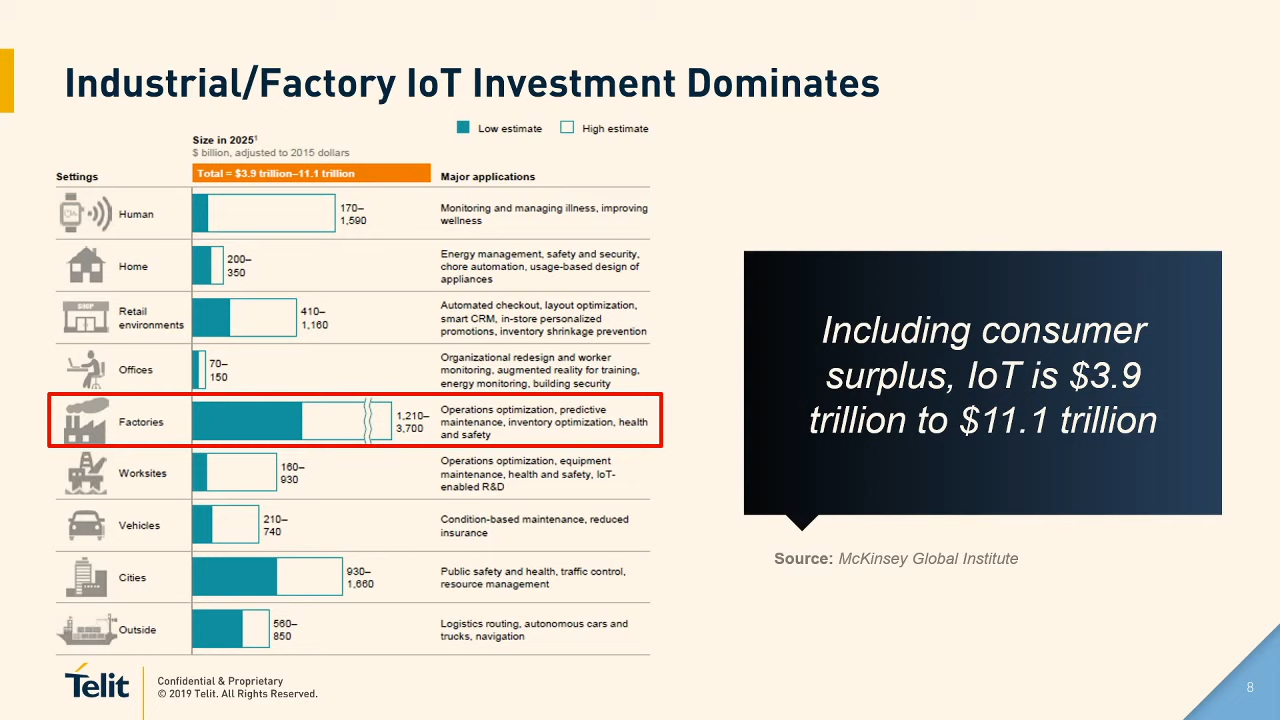 Industrial/Factory IoT Investment Dominates
Low estimate
High estimate
Size in 2025¹
$ billion, adjusted to 2015 dollars
Settings
Total = $3.9 trillion–11.1 trillion
Major applications
Human
170–
1,590
Monitoring and managing illness, improving
wellness
Home
200–
350
Energy management, safety and security,
chore automation, usage-based design of
appliances
SHOP
Retail
environments
410–
1,160
Automated checkout, layout optimization,
smart CRM, in-store personalized
promotions, inventory shrinkage prevention
Offices
70–
150
Organizational redesign and worker
monitoring, augmented reality for training,
energy monitoring, building security
Factories
1,210–
3,700
Operations optimization, predictive
maintenance, inventory optimization, health
and safety
Worksites
160–
930
Operations optimization, equipment
maintenance, health and safety, IoT-
enabled R&D
Vehicles
210–
740
Condition-based maintenance, reduced
insurance
Cities
930–
1,660
Public safety and health, traffic control,
resource management
Outside
560–
850
Logistics routing, autonomous cars and
trucks, navigation
Including consumer
surplus, IoT is $3.9
trillion to $11.1 trillion
Source: McKinsey Global Institute
Telit
Confidential & Proprietary
© 2019 Telit. All Rights Reserved.
8